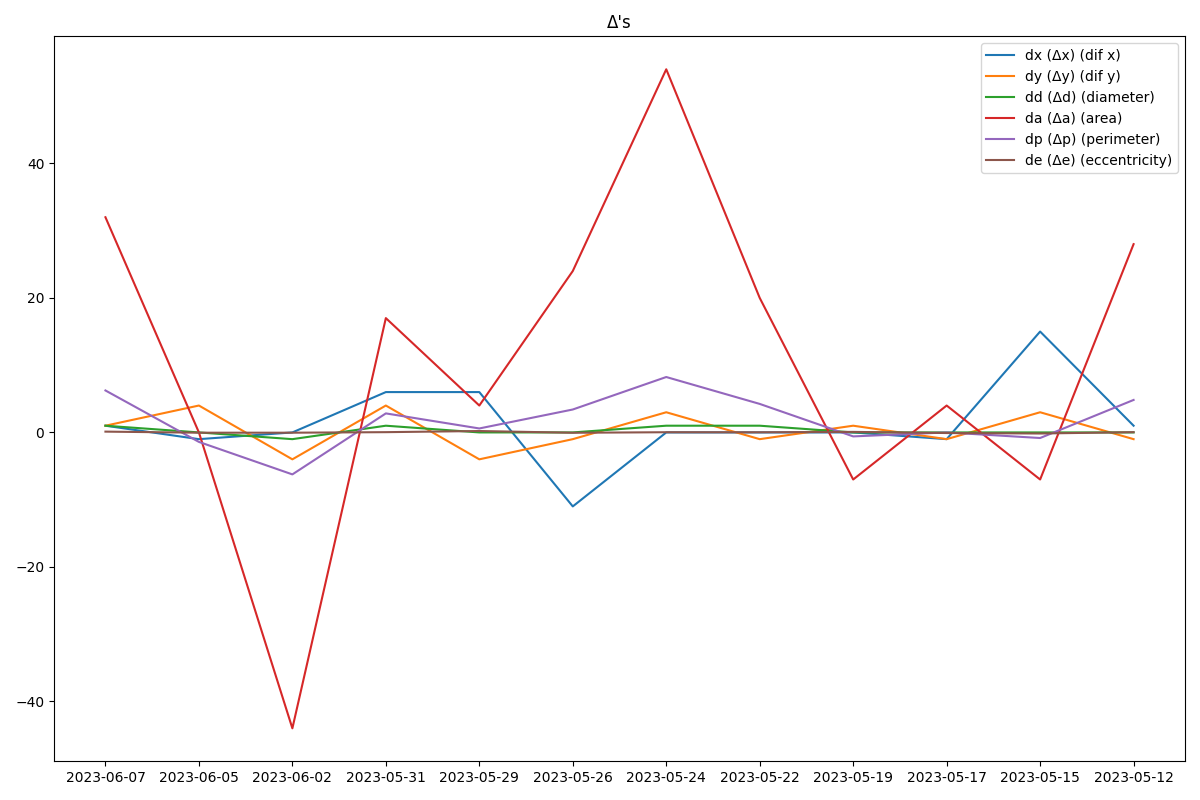 Δ's
dx (Δx) (dif x)
dy (Δy) (dif y)
dd (Δd) (diameter)
da (Δa) (area)
dp (Δp) (perimeter)
de (Δe) (eccentricity)
40
20
0
−20
−40
2023-06-07 2023-06-05 2023-06-02 2023-05-31 2023-05-29 2023-05-26 2023-05-24 2023-05-22 2023-05-19 2023-05-17 2023-05-15 2023-05-12